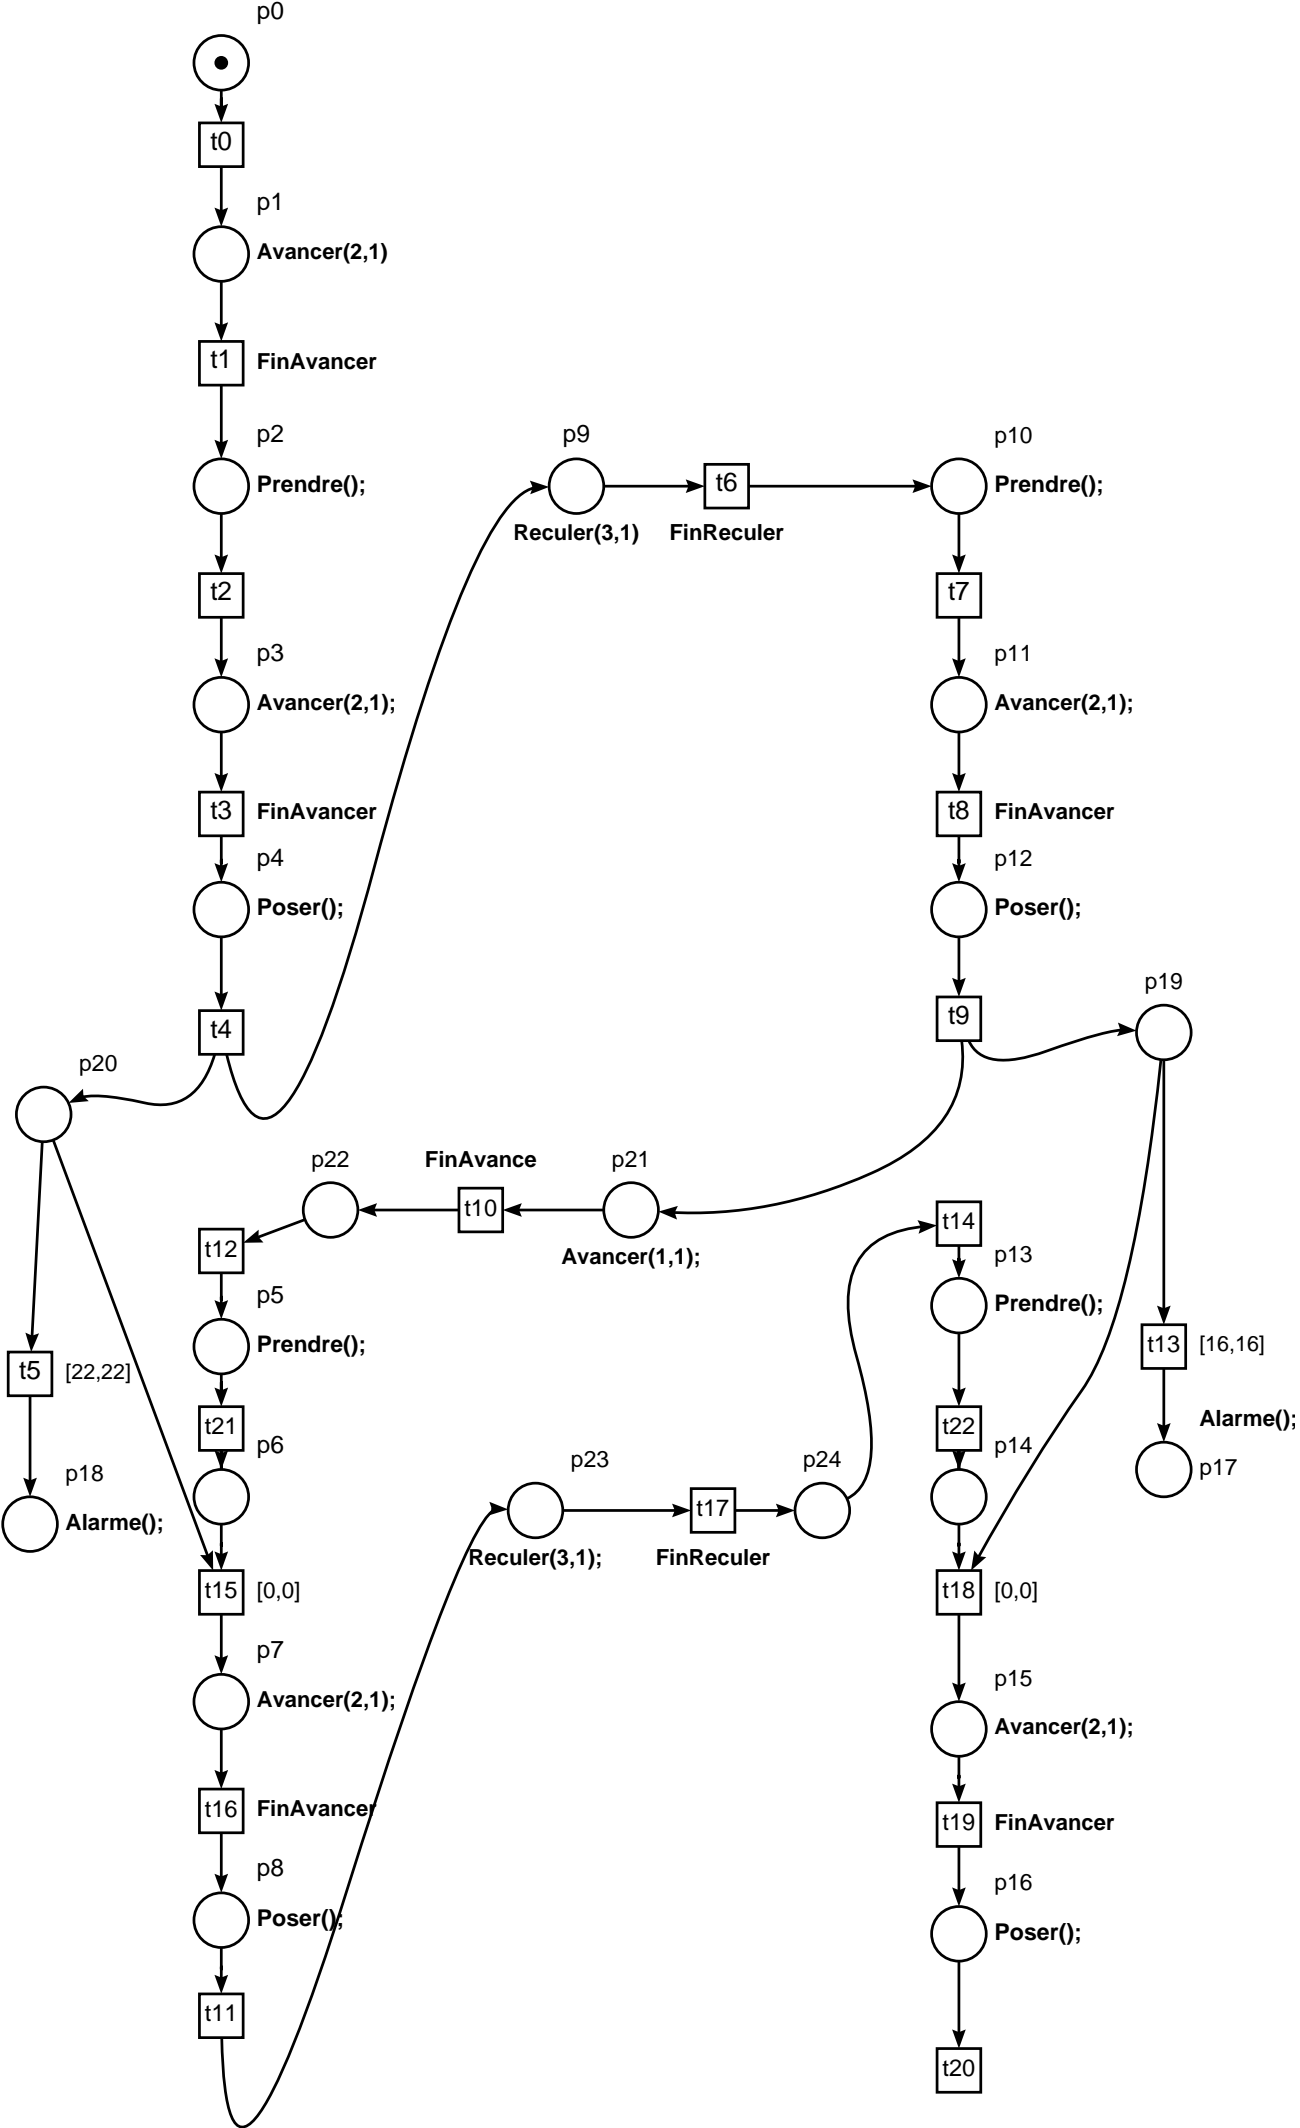 p0
t0
p1
Avancer(2,1)
t1 FinAvancer
p2 p9 p10
Prendre(); t6 Prendre();
Reculer(3,1) FinReculer
t2 t7
p3 p11
Avancer(2,1); Avancer(2,1);
t3 FinAvancer t8 FinAvancer
p4 p12
Poser(); Poser();
p19
t4 t9
p20
p22 FinAvance p21
t10 t14
t12 Avancer(1,1); p13
p5 Prendre();
Prendre(); t13 [16,16]
t5 [22,22]
t21 t22 Alarme();
p6 p23 p24 p14
p18 p17
Alarme(); t17
Reculer(3,1); FinReculer
t15 [0,0] t18 [0,0]
p7 p15
Avancer(2,1); Avancer(2,1);
t16 FinAvancer t19 FinAvancer
p8 p16
Poser(); Poser();
t11
t20